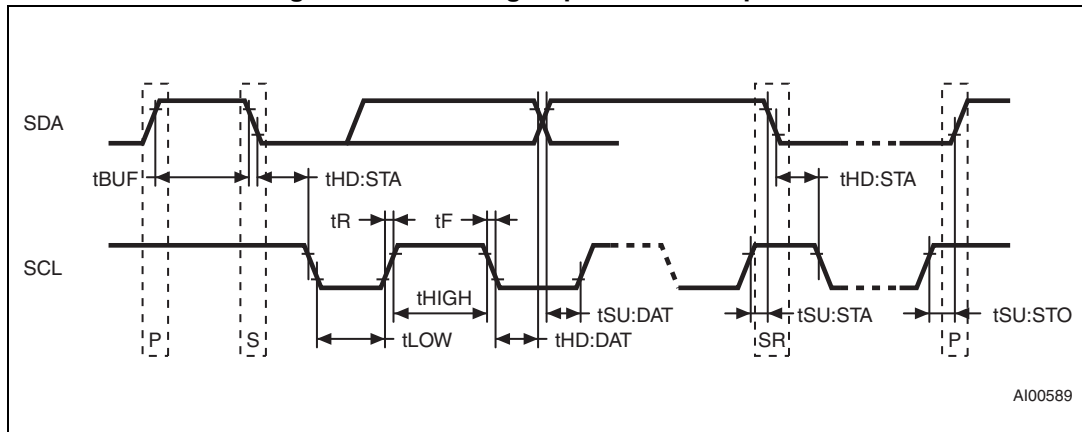 SDA
tBUF
tHD:STA
tHD:STA
tR
tF
SCL
tHIGH
tSU:DAT
tSU:STA
tSU:STO
P
S
tLOW
tHD:DAT
SR
P
AI00589